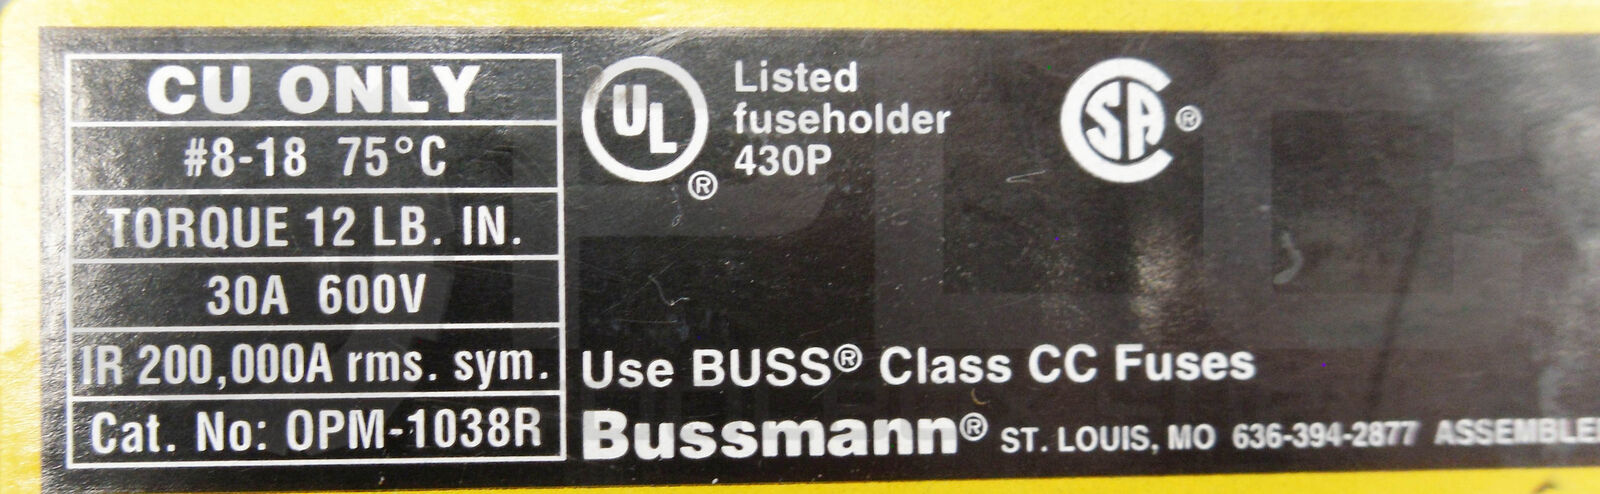 CU ONLY
#8-18 75°C
TORQUE 12 LB. IN.
30A 600V
IR 200,000A rms. sym.
Cat. No: OPM-1038R
UL ®
Listed
fuseholder
430P
CSA ®
Use BUSS® Class CC Fuses
Bussmann® ST. LOUIS, MO 636-394-2877